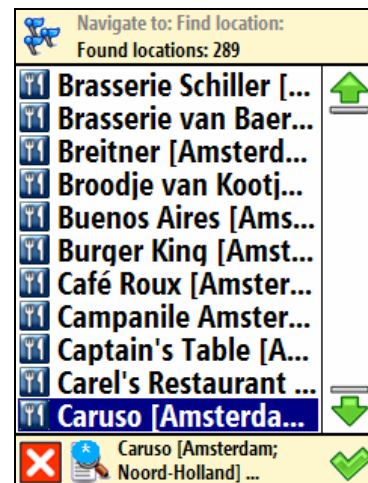 Navigate to: Find location:
Found locations: 289
Brasserie Schiller [...
Brasserie van Baer...
Breitner [Amsterd...
Broodje van Kootj...
Buenos Aires [Ams...
Burger King [Amst...
Café Roux [Amster...
Campanile Amster...
Captain's Table [A...
Carel's Restaurant ...
Caruso [Amsterda...
Caruso [Amsterdam;
Noord-Holland] ...